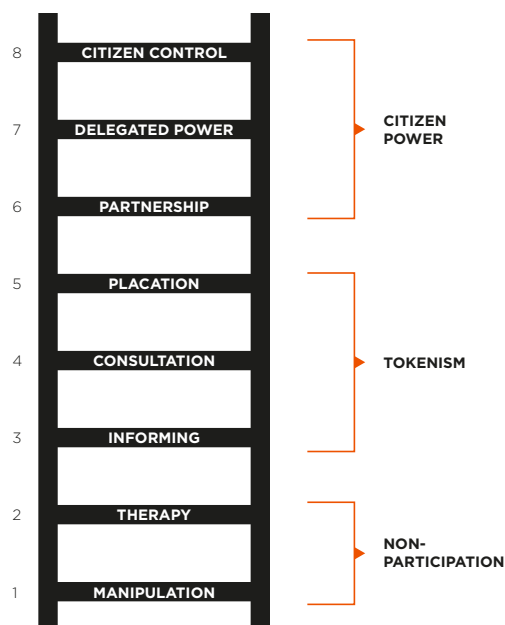 8 CITIZEN CONTROL
CITIZEN
POWER
7 DELEGATED POWER
6 PARTNERSHIP
5 PLACATION
4 CONSULTATION
TOKENISM
3 INFORMING
2 THERAPY
NON-
PARTICIPATION
1 MANIPULATION